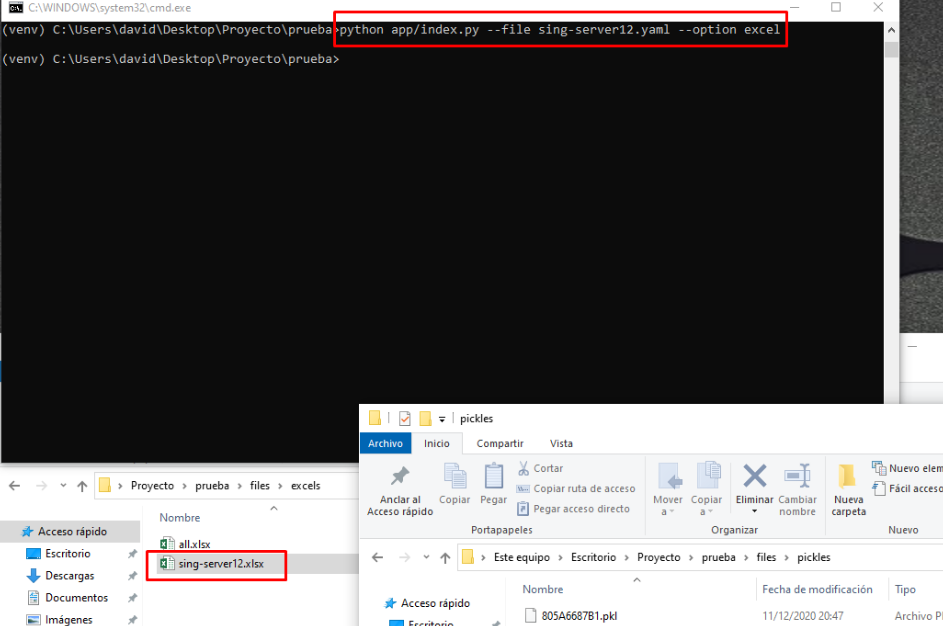 C:\WINDOWS\system32\cmd.exe
(venv) C:\Users\david\Desktop\Proyecto\prueba>python app/index.py --file sing-server12.yaml --option excel
(venv) C:\Users\david\Desktop\Proyecto\prueba>
Proyecto > prueba > files > excels
Acceso rápido
Escritorio
Descargas
Documentos
Imágenes
Nombre
all.xlsx
sing-server12.xlsx
pickles
Archivo Inicio Compartir Vista
Anclar al Acceso rápido
Copiar
Pegar
Cortar
Copiar ruta de acceso
Pegar acceso directo
Portapapeles
Mover a
Copiar a
Eliminar
Cambiar nombre
Organizar
Nueva carpeta
Nuevo elem
Fácil acceso
Nuevo
Este equipo > Escritorio > Proyecto > prueba > files > pickles
Acceso rápido
Escritorio
Nombre Fecha de modificación Tipo
805A6687B1.pkl 11/12/2020 20:47 Archivo P